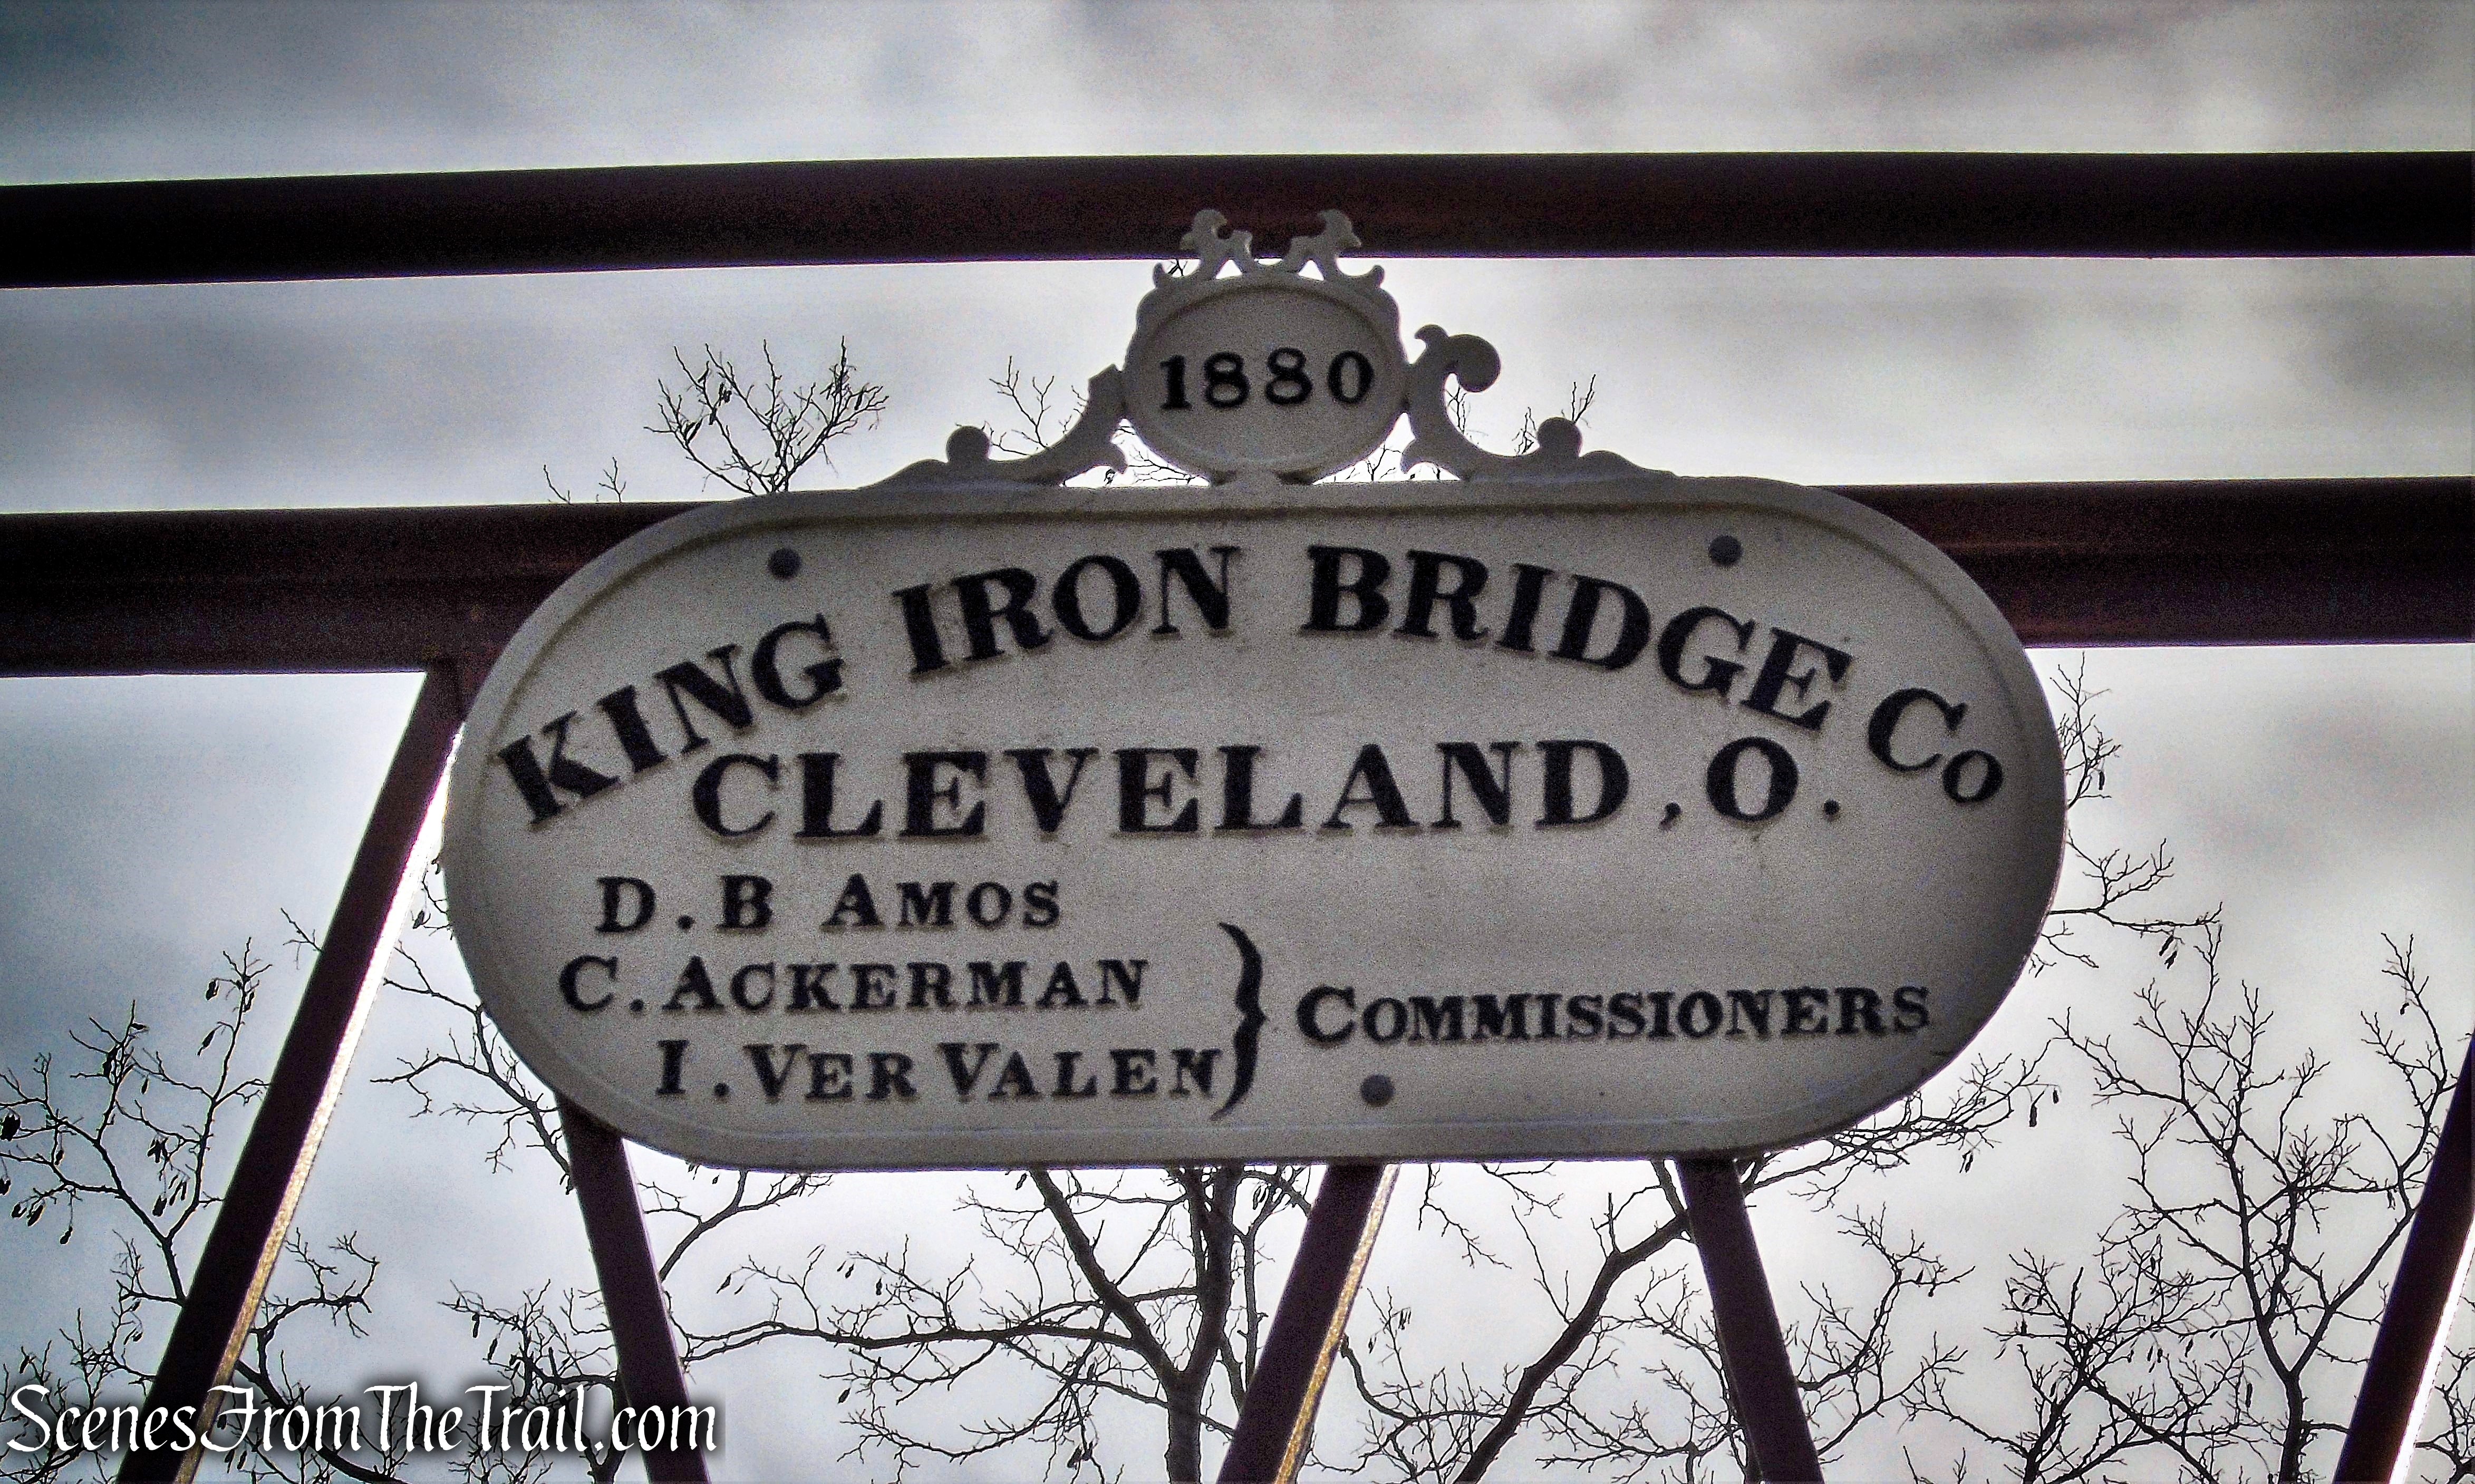 1880
KING IRON BRIDGE CO
CLEVELAND, O.
D. B AMOS
C. ACKERMAN
I. VER VALEN
} COMMISSIONERS
ScenesFromTheTrail.com